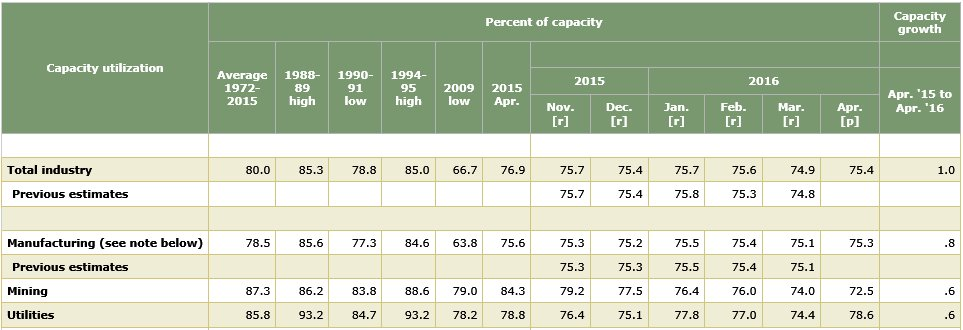 Capacity utilization Percent of capacity Capacity growth
Average 1972-2015 1988-89 high 1990-91 low 1994-95 high 2009 low 2015 Apr. 2015 2016 Apr. '15 to Apr. '16
Nov. [r] Dec. [r] Jan. [r] Feb. [r] Mar. [r] Apr. [p]
Total industry 80.0 85.3 78.8 85.0 66.7 76.9 75.7 75.4 75.7 75.6 74.9 75.4 1.0
Previous estimates 75.7 75.4 75.8 75.3 74.8
Manufacturing (see note below) 78.5 85.6 77.3 84.6 63.8 75.6 75.3 75.2 75.5 75.4 75.1 75.3 .8
Previous estimates 75.3 75.3 75.5 75.4 75.1
Mining 87.3 86.2 83.8 88.6 79.0 84.3 79.2 77.5 76.4 76.0 74.0 72.5 .6
Utilities 85.8 93.2 84.7 93.2 78.2 78.8 76.4 75.1 77.8 77.0 74.4 78.6 .6